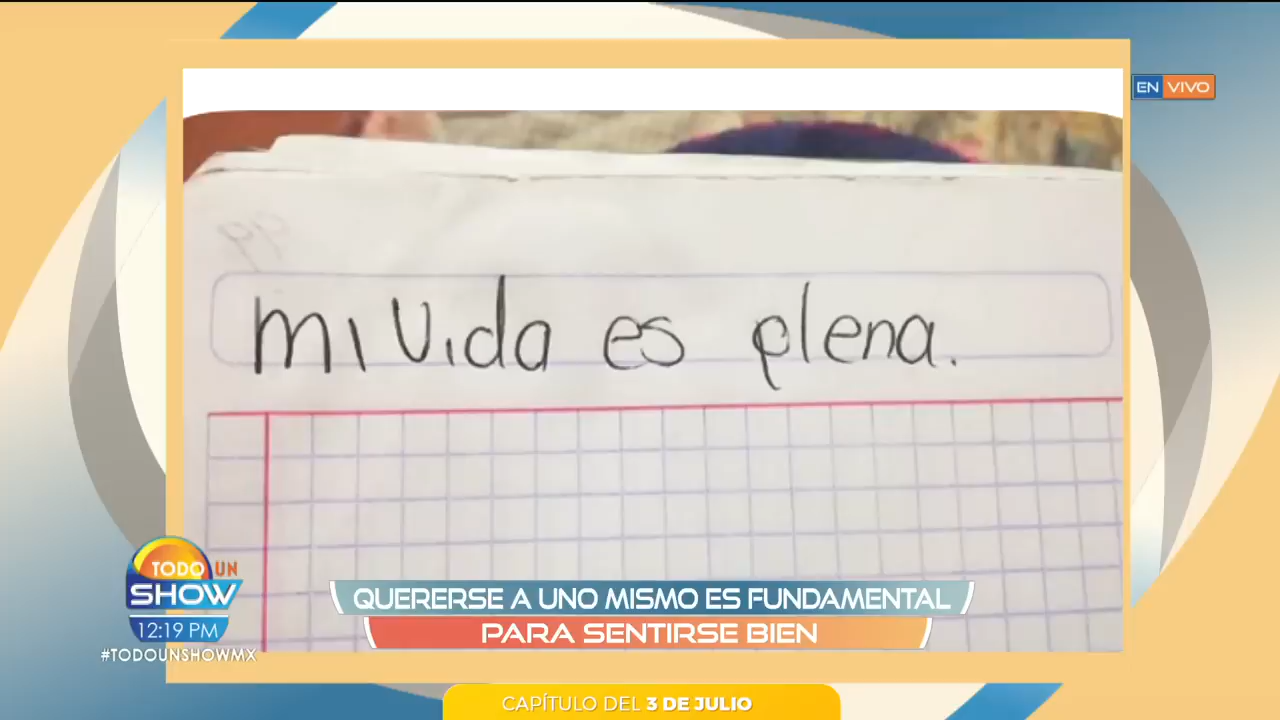 EN VIVO
mi vida es plena.
TODO UN
SHOW
12:19 PM
#TODOUNSHOWMX
QUERERSE A UNO MISMO ES FUNDAMENTAL
PARA SENTIRSE BIEN
CAPÍTULO DEL 3 DE JULIO